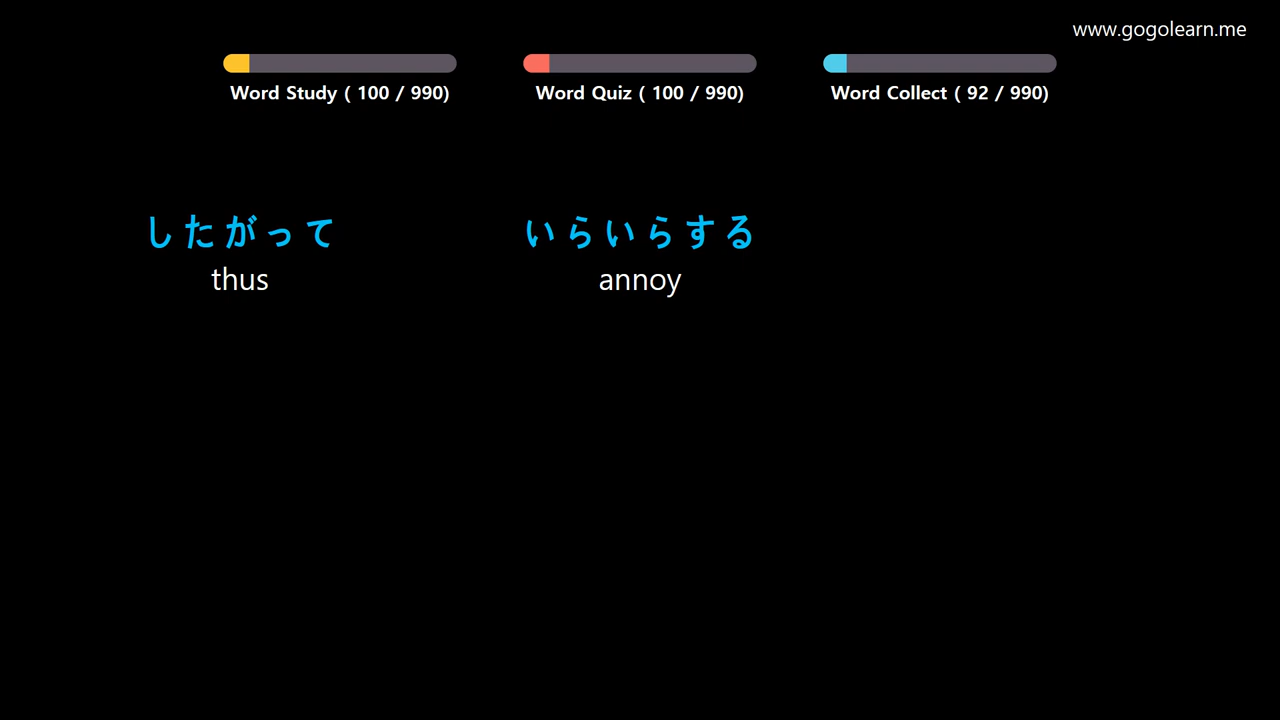 www.gogolearn.me
Word Study ( 100 / 990)
Word Quiz ( 100 / 990)
Word Collect ( 92 / 990)
したがって
thus
いらいらする
annoy